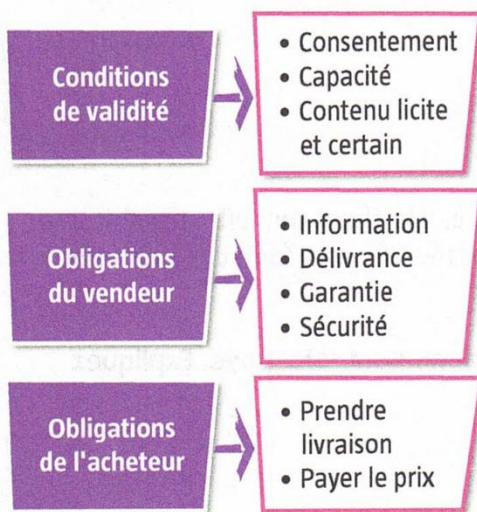 Conditions
de validité
• Consentement
• Capacité
• Contenu licite
et certain
Obligations
du vendeur
• Information
• Délivrance
• Garantie
• Sécurité
Obligations
de l'acheteur
• Prendre
livraison
• Payer le prix